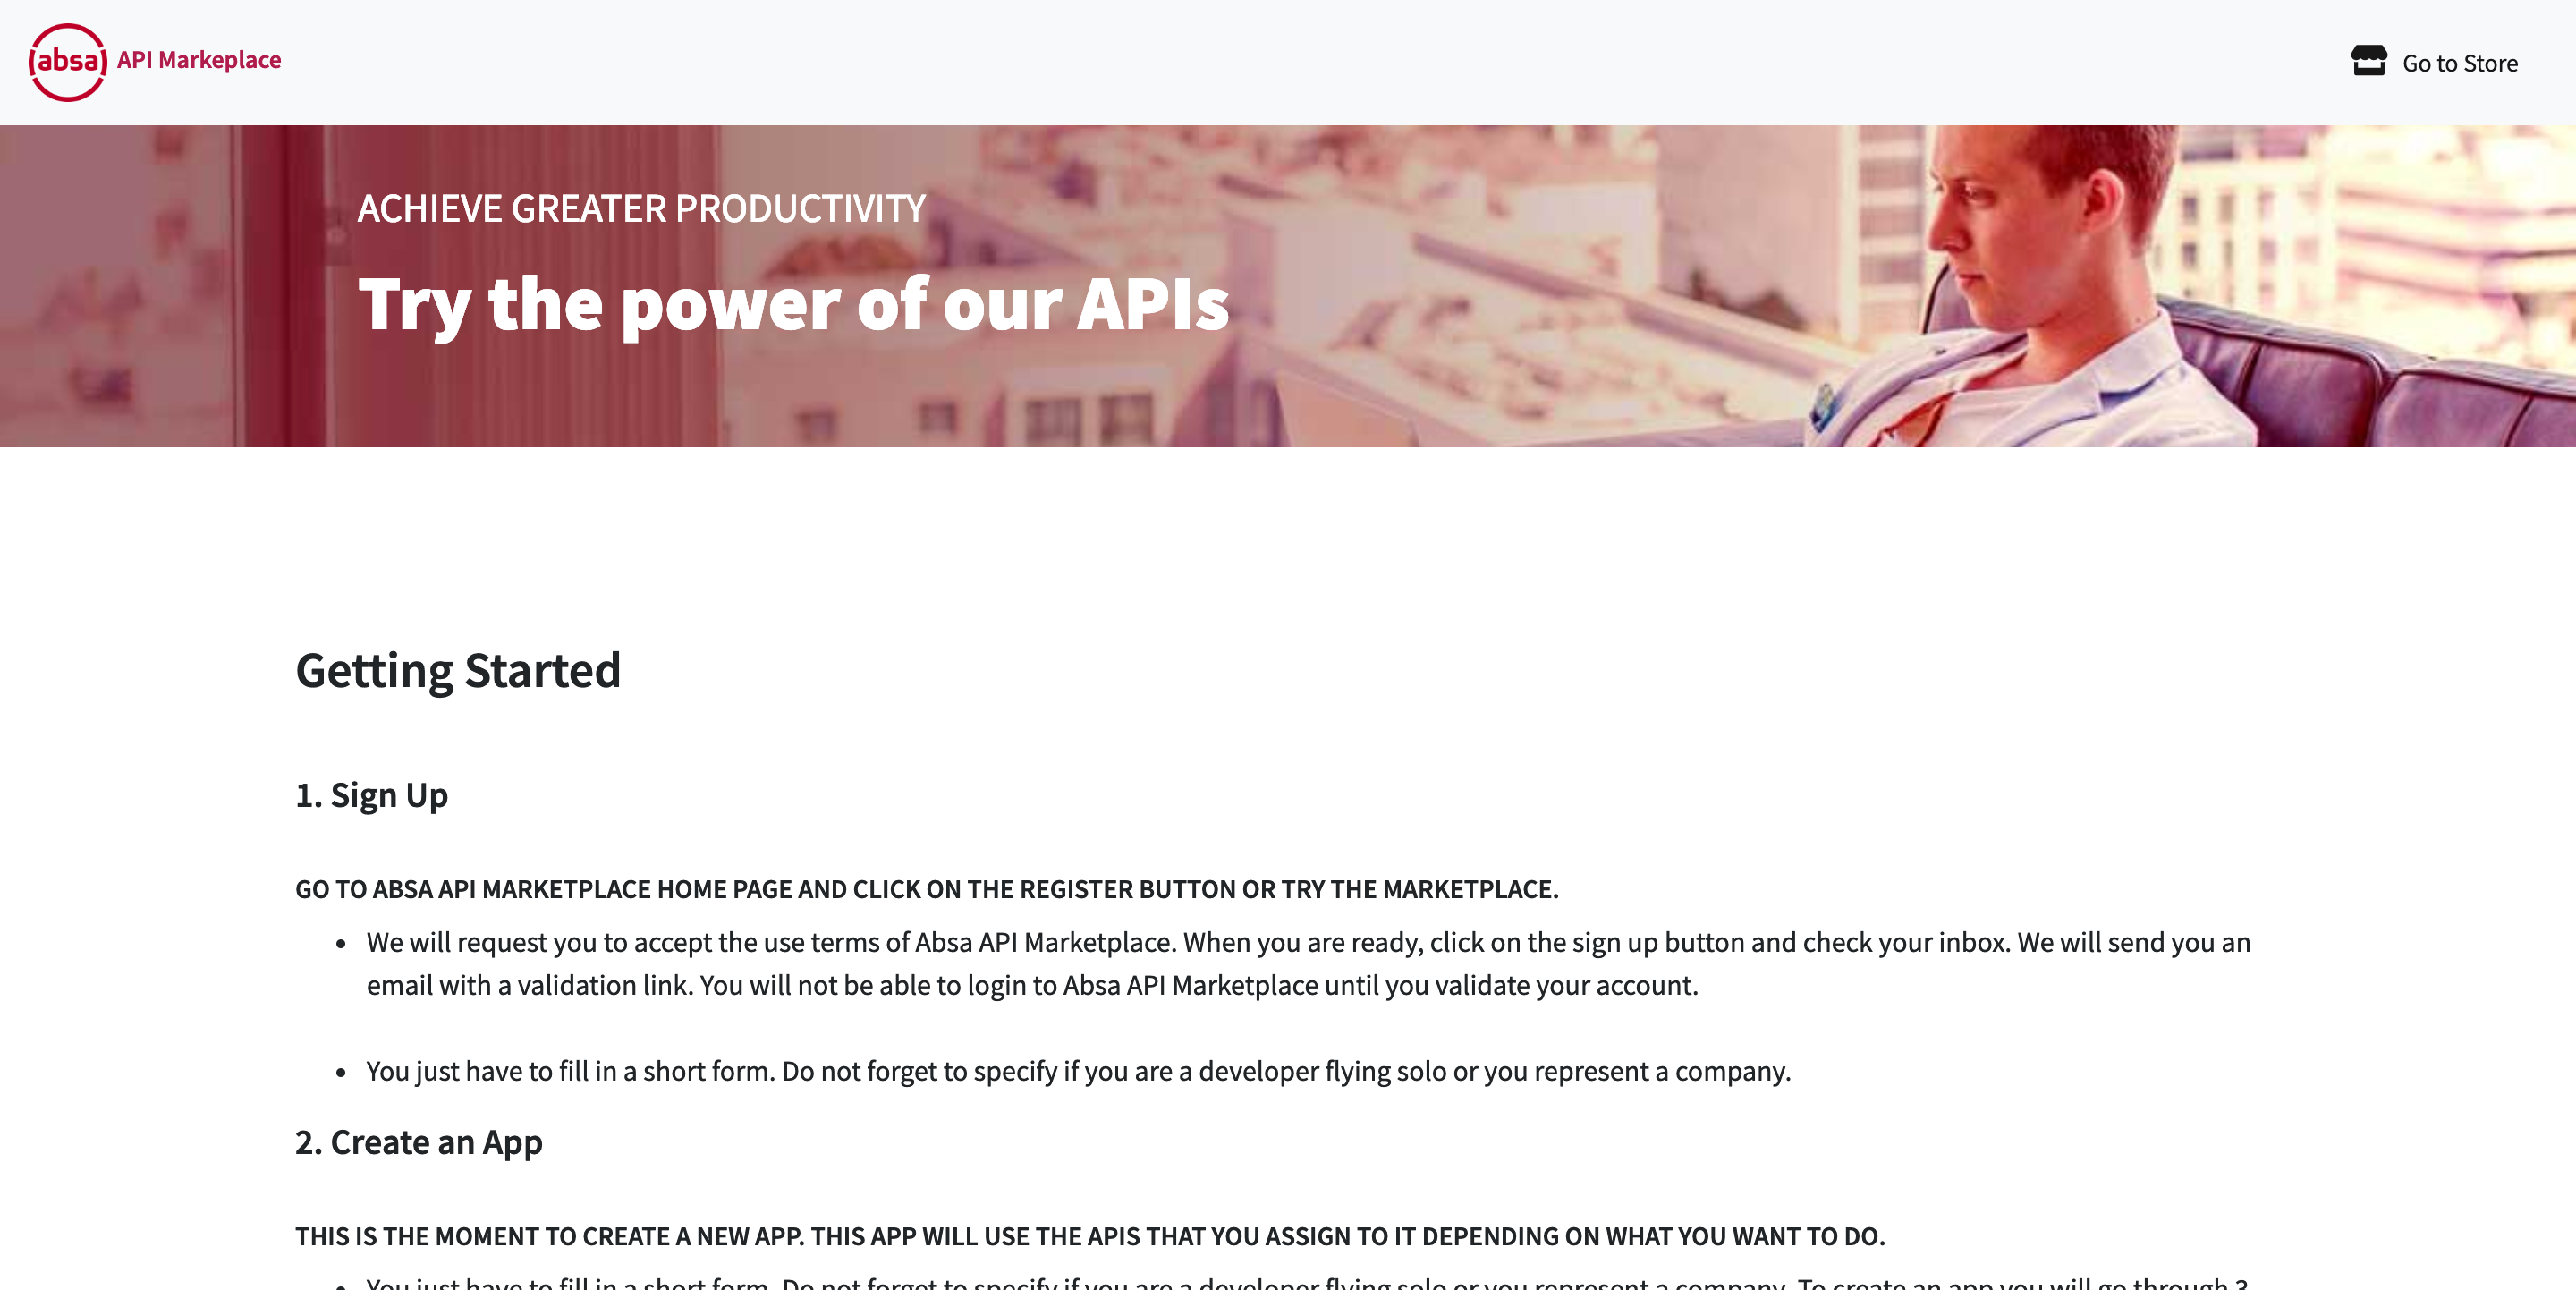 absa API Markeplace
Go to Store
ACHIEVE GREATER PRODUCTIVITY
Try the power of our APIs
Getting Started
1. Sign Up
GO TO ABSA API MARKETPLACE HOME PAGE AND CLICK ON THE REGISTER BUTTON OR TRY THE MARKETPLACE.
• We will request you to accept the use terms of Absa API Marketplace. When you are ready, click on the sign up button and check your inbox. We will send you an
email with a validation link. You will not be able to login to Absa API Marketplace until you validate your account.
• You just have to fill in a short form. Do not forget to specify if you are a developer flying solo or you represent a company.
2. Create an App
THIS IS THE MOMENT TO CREATE A NEW APP. THIS APP WILL USE THE APIS THAT YOU ASSIGN TO IT DEPENDING ON WHAT YOU WANT TO DO.
• You just have to fill in a short form. Do not forget to specify if you are a developer flying solo or you represent a company. To create an app you will go through 3